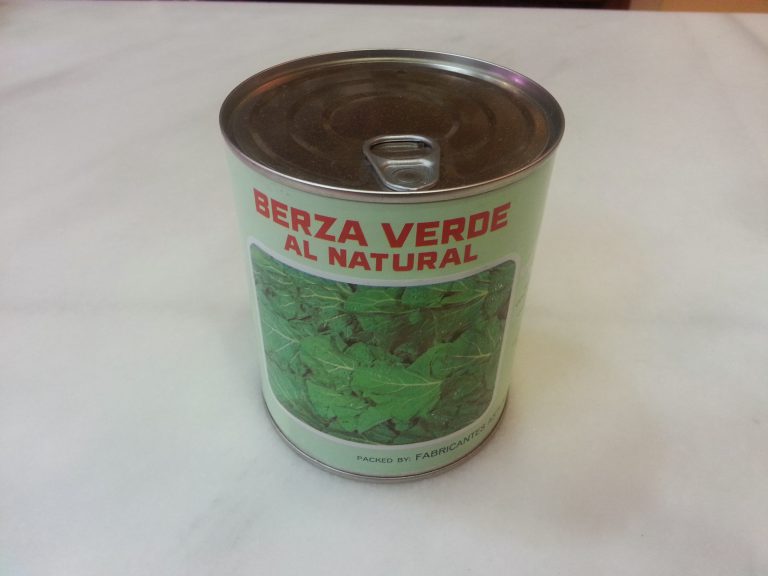 BERZA VERDE
AL NATURAL
PACKED BY: FABRICANTES